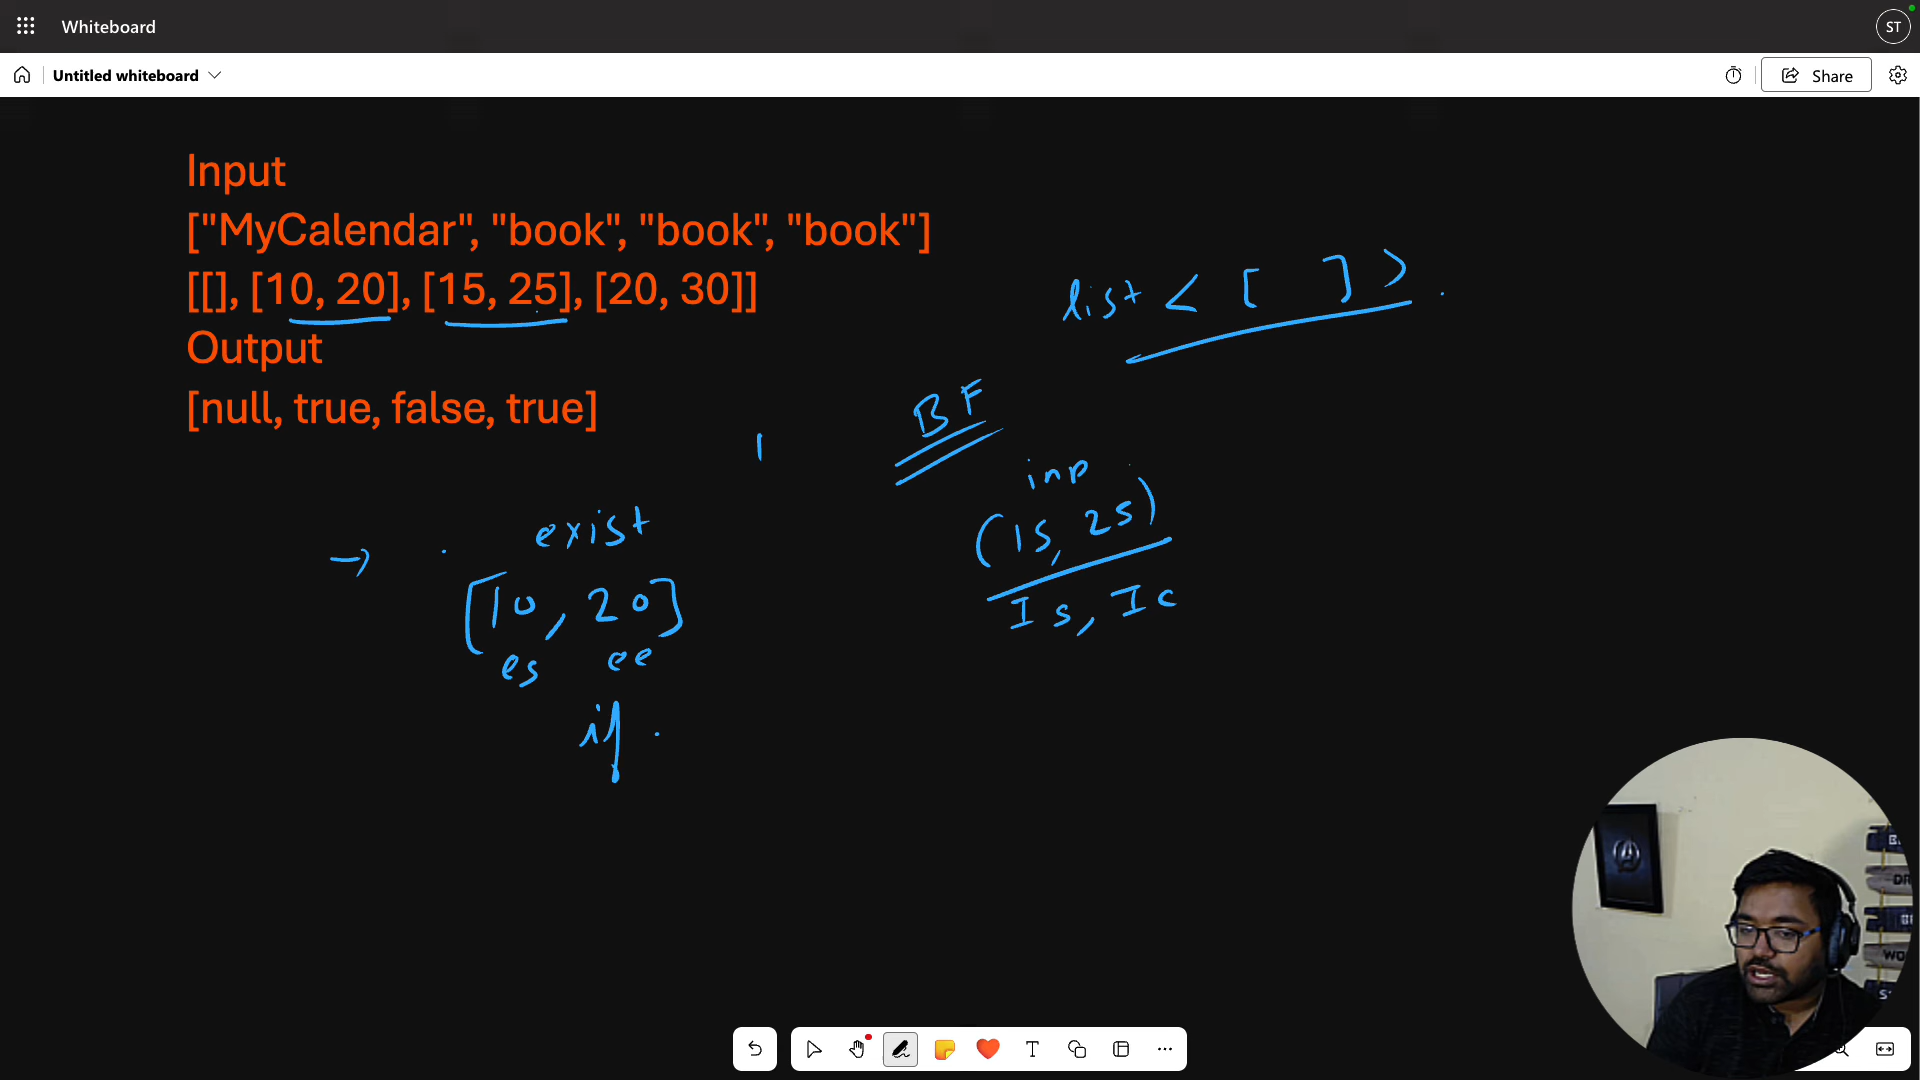 Whiteboard
ST
Untitled whiteboard
Share
Input
["MyCalendar", "book", "book", "book"]
[[], [10, 20], [15, 25], [20, 30]]
Output
[null, true, false, true]
list < [ ] >
BF
inp
(15, 25)
Is, Ie
exist
[10, 20]
es ee
if
T